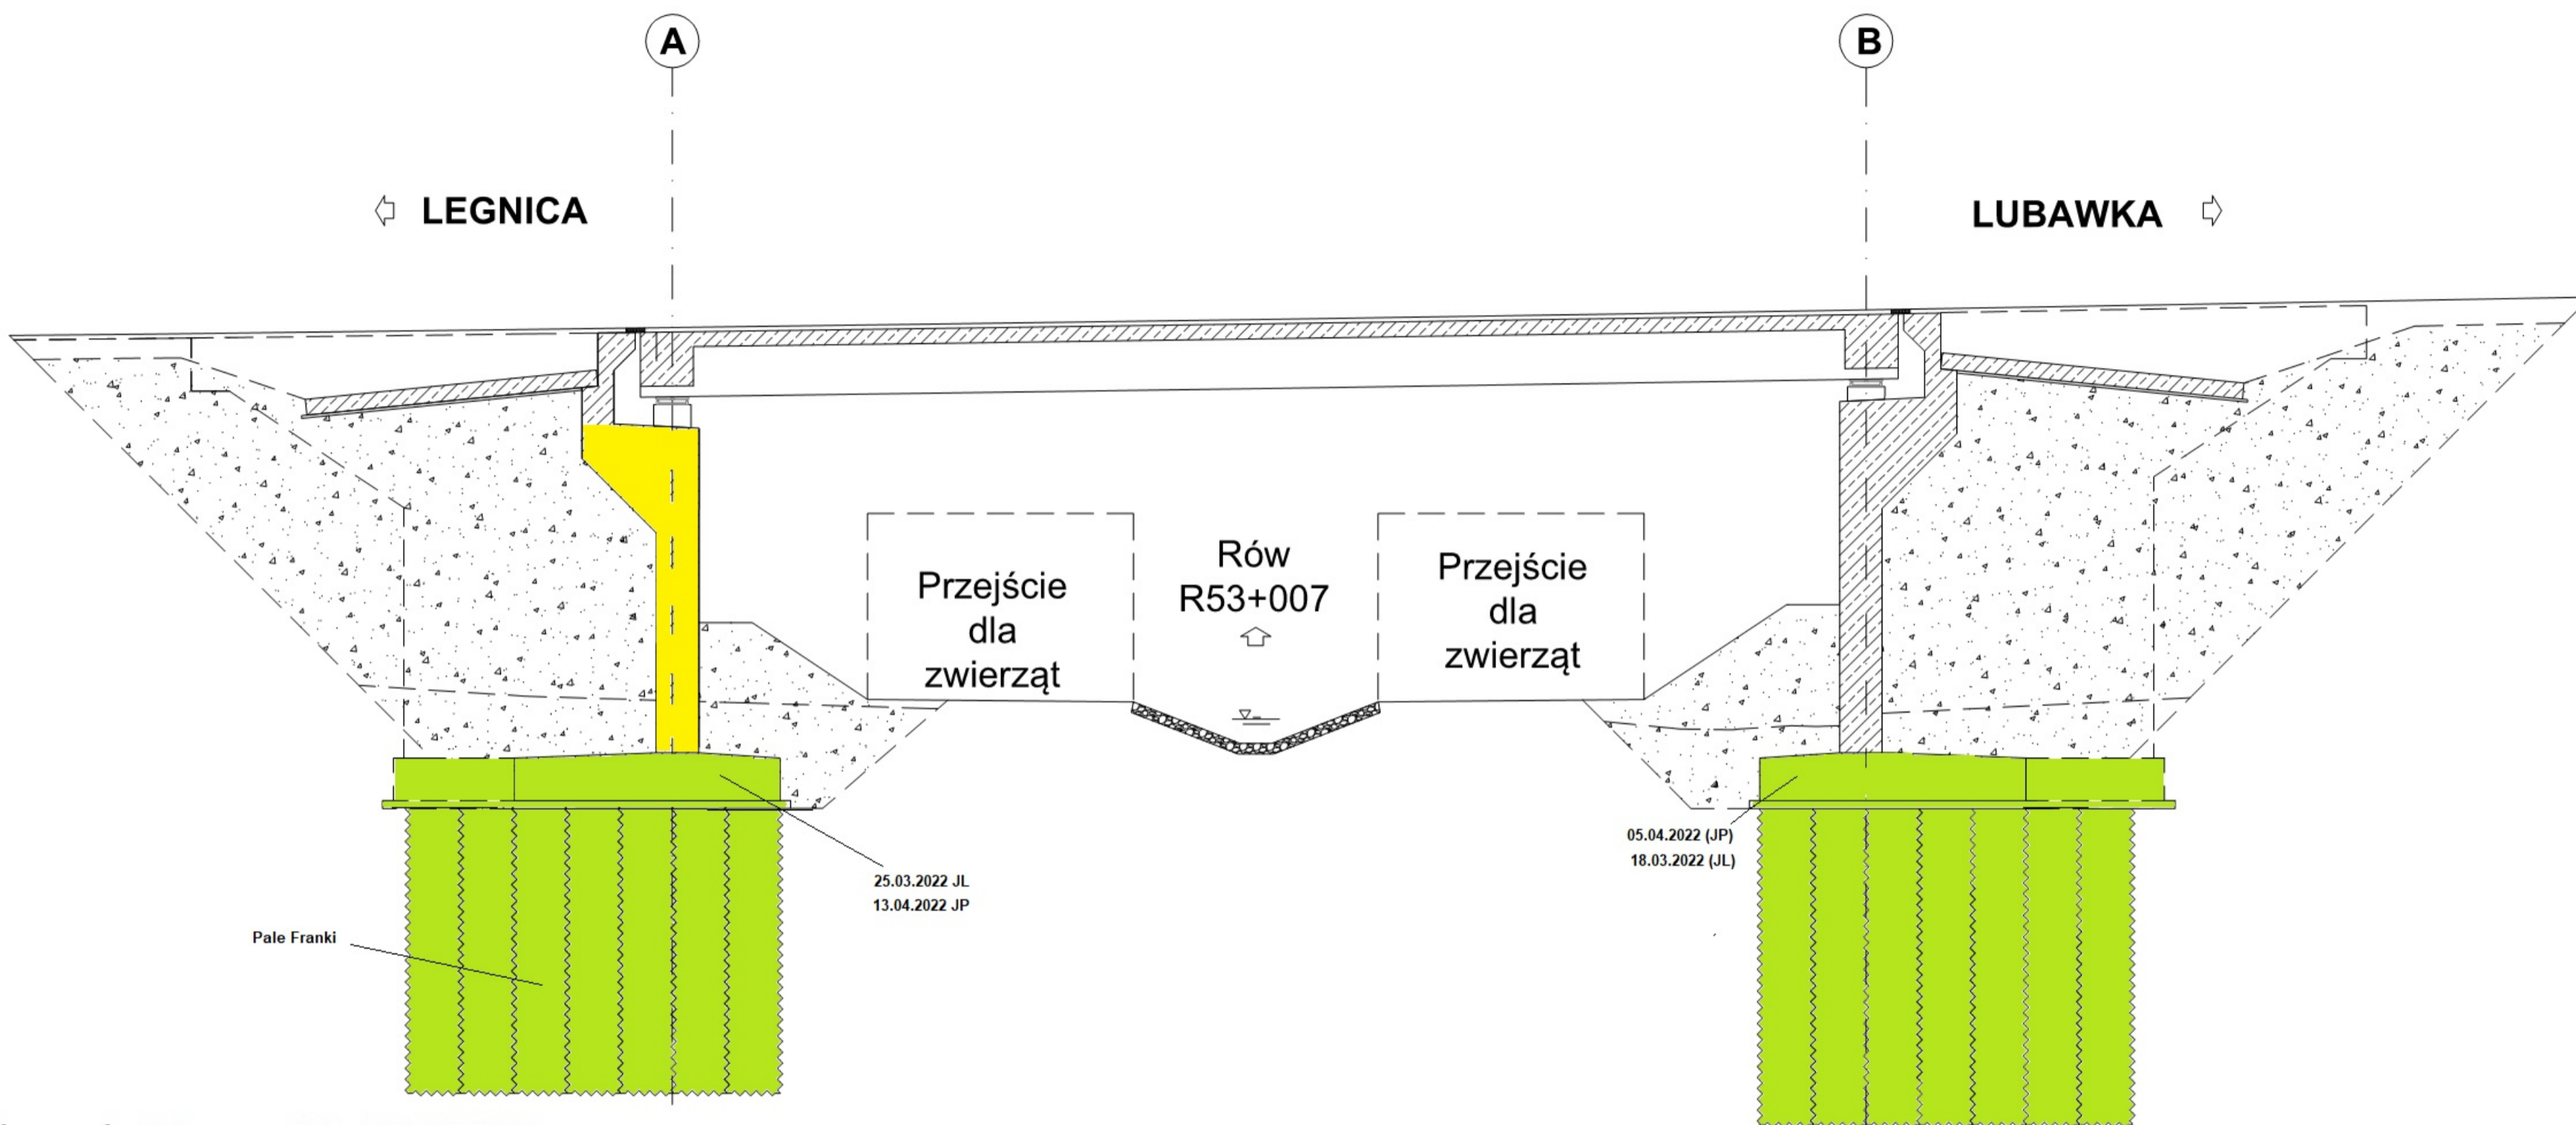 A
B
LEGNICA
LUBAWKA
Przejście
dla
zwierząt
Rów
R53+007
Przejście
dla
zwierząt
25.03.2022 JL
13.04.2022 JP
05.04.2022 (JP)
18.03.2022 (JL)
Pale Franki